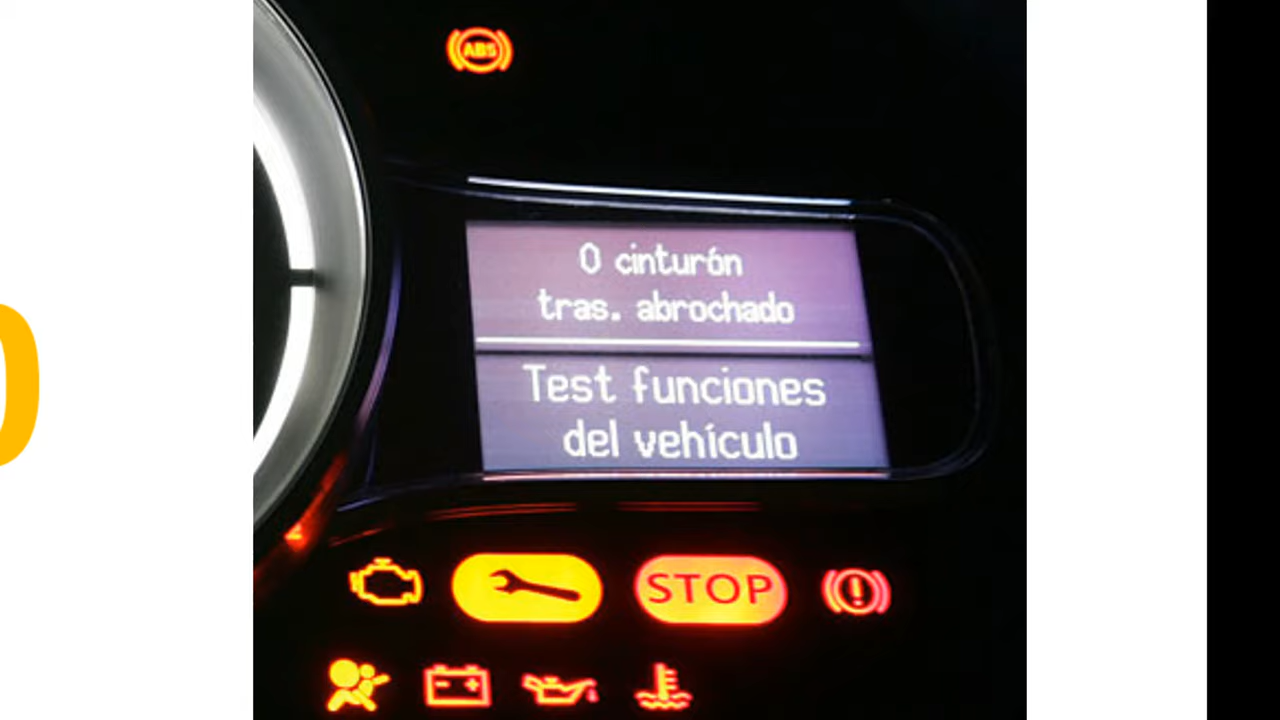 ABS
0 cinturón
tras. abrochado
Test funciones
del vehículo
STOP